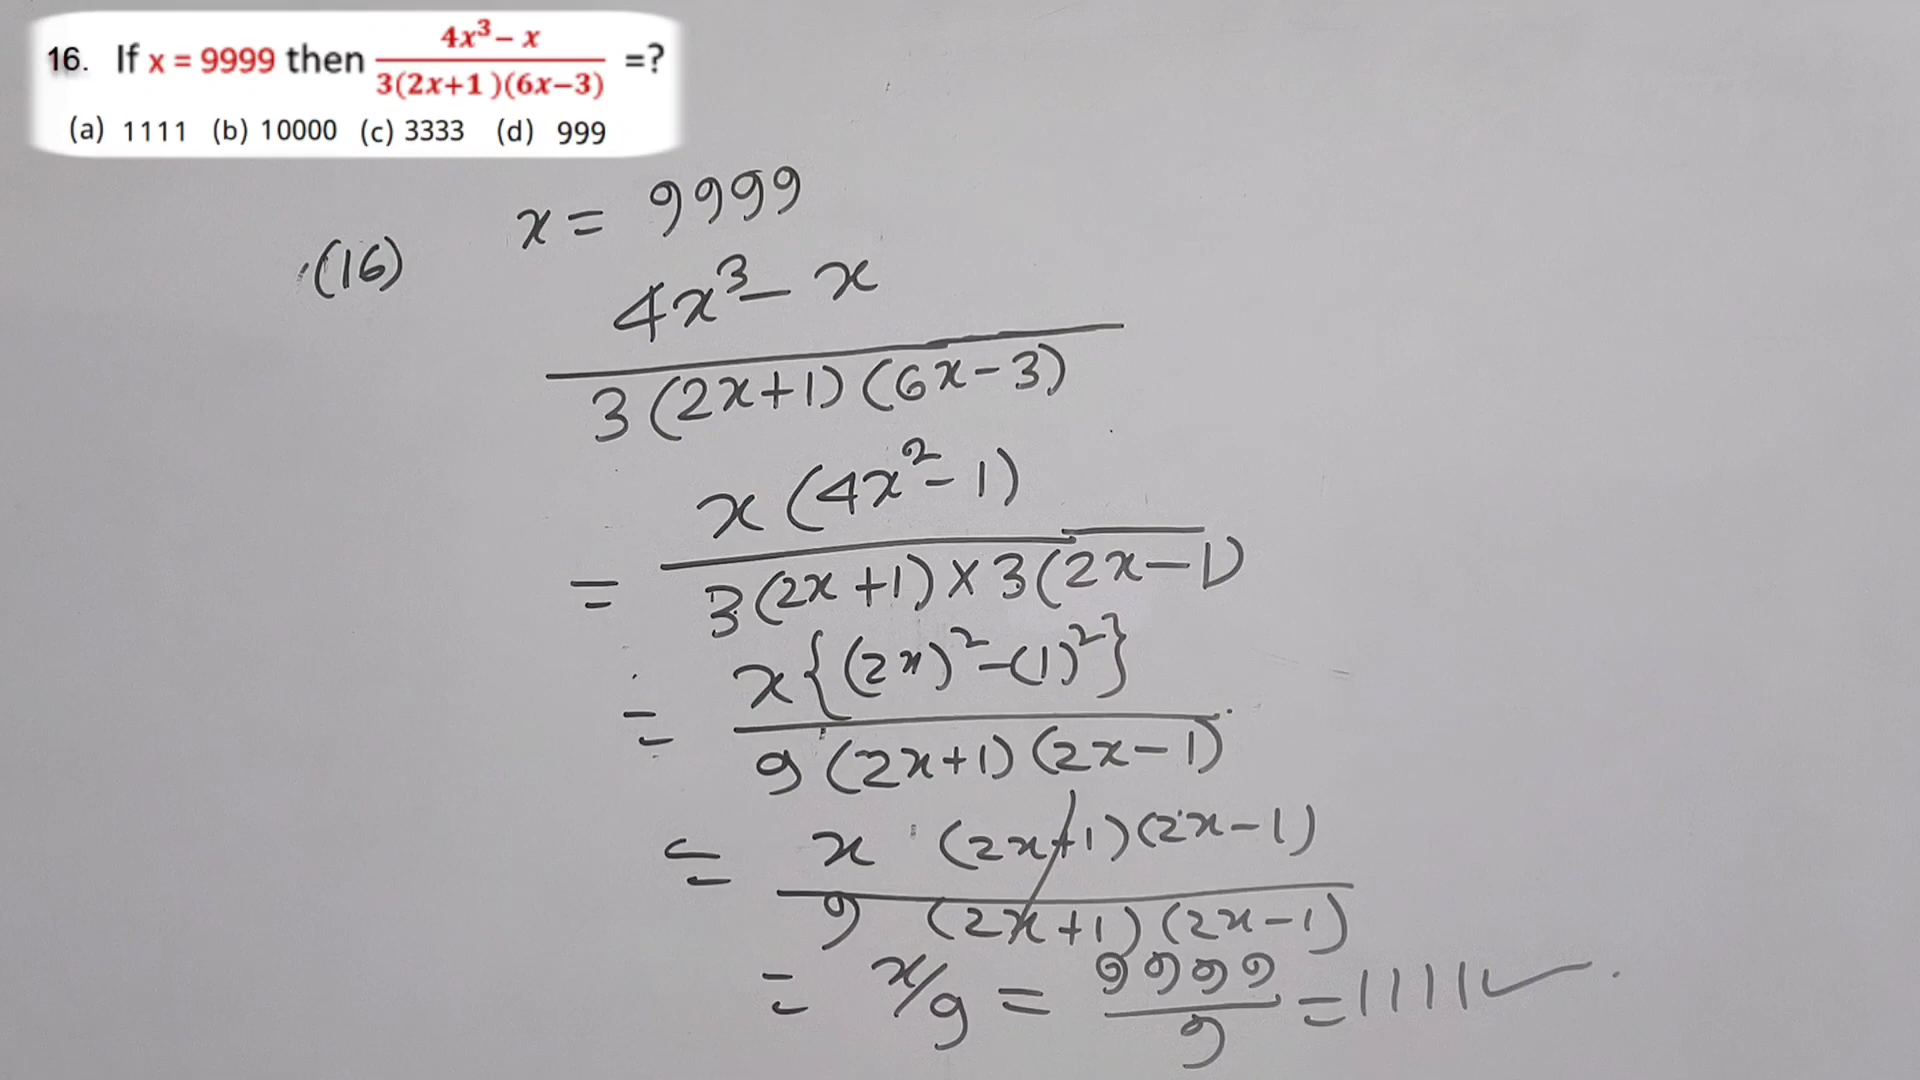 16. If x = 9999 then (4x³ – x)/(3(2x+1)(6x–3)) =?
(a) 1111 (b) 10000 (c) 3333 (d) 999
(16) x = 9999
4x³ – x
3(2x+1)(6x–3)
x(4x²–1)
= 3(2x+1)×3(2x–1)
x{(2x)²–(1)²}
= 9(2x+1)(2x–1)
= x (2x+1)(2x–1)
9 (2x+1)(2x–1)
= x/9 = 9999/9 = 1111 ✓